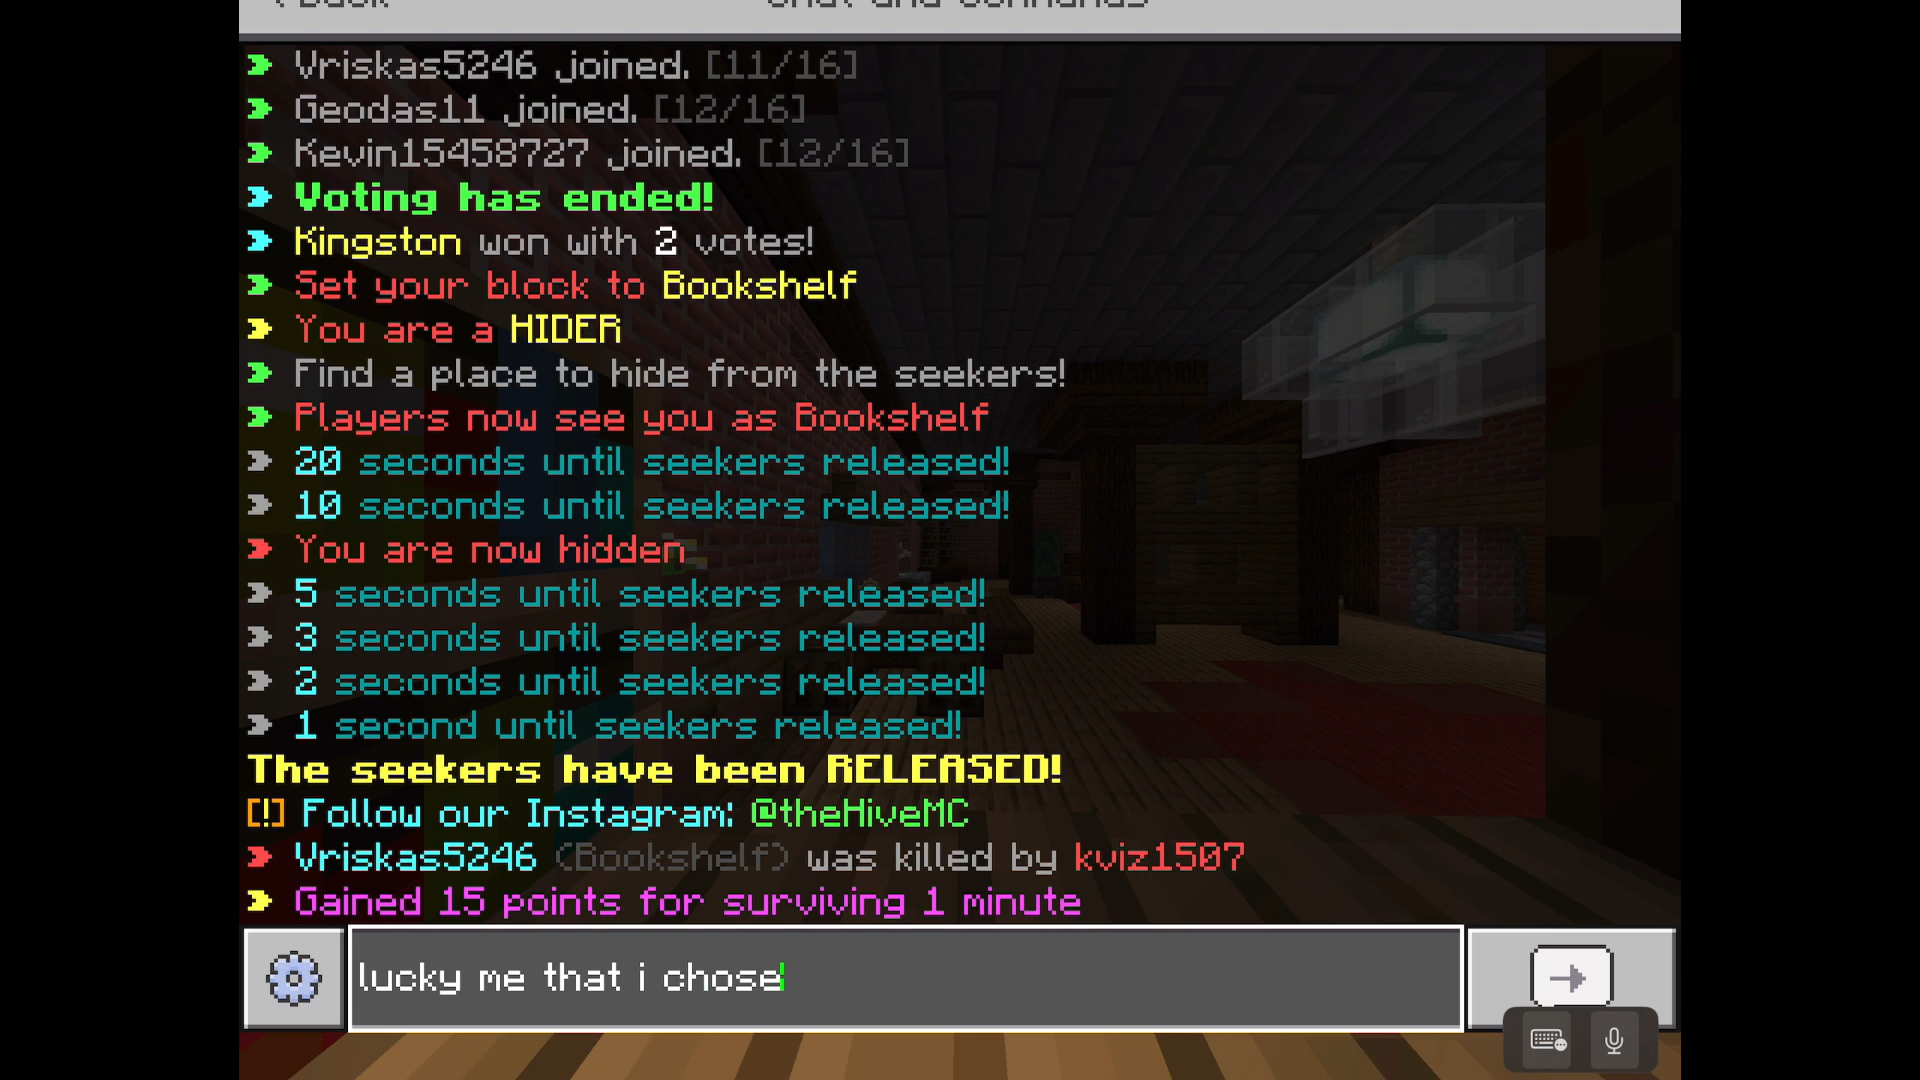 < Back
Chat and Commands
Vriskas5246 joined. [11/16]
Geodas11 joined. [12/16]
Kevin15458727 joined. [12/16]
Voting has ended!
Kingston won with 2 votes!
Set your block to Bookshelf
You are a HIDER
Find a place to hide from the seekers!
Players now see you as Bookshelf
20 seconds until seekers released!
10 seconds until seekers released!
You are now hidden
5 seconds until seekers released!
3 seconds until seekers released!
2 seconds until seekers released!
1 second until seekers released!
The seekers have been RELEASED!
[!] Follow our Instagram: @theHiveMC
Vriskas5246 (Bookshelf) was killed by kviz1507
Gained 15 points for surviving 1 minute
lucky me that i chose